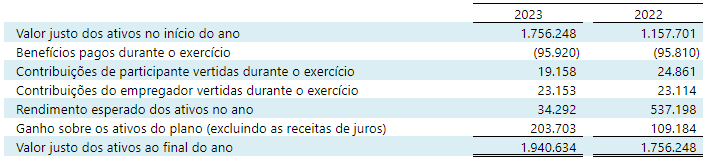 2023 2022
Valor justo dos ativos no início do ano 1.756.248 1.157.701
Benefícios pagos durante o exercício (95.920) (95.810)
Contribuições de participante vertidas durante o exercício 19.158 24.861
Contribuições do empregador vertidas durante o exercício 23.153 23.114
Rendimento esperado dos ativos no ano 34.292 537.198
Ganho sobre os ativos do plano (excluindo as receitas de juros) 203.703 109.184
Valor justo dos ativos ao final do ano 1.940.634 1.756.248